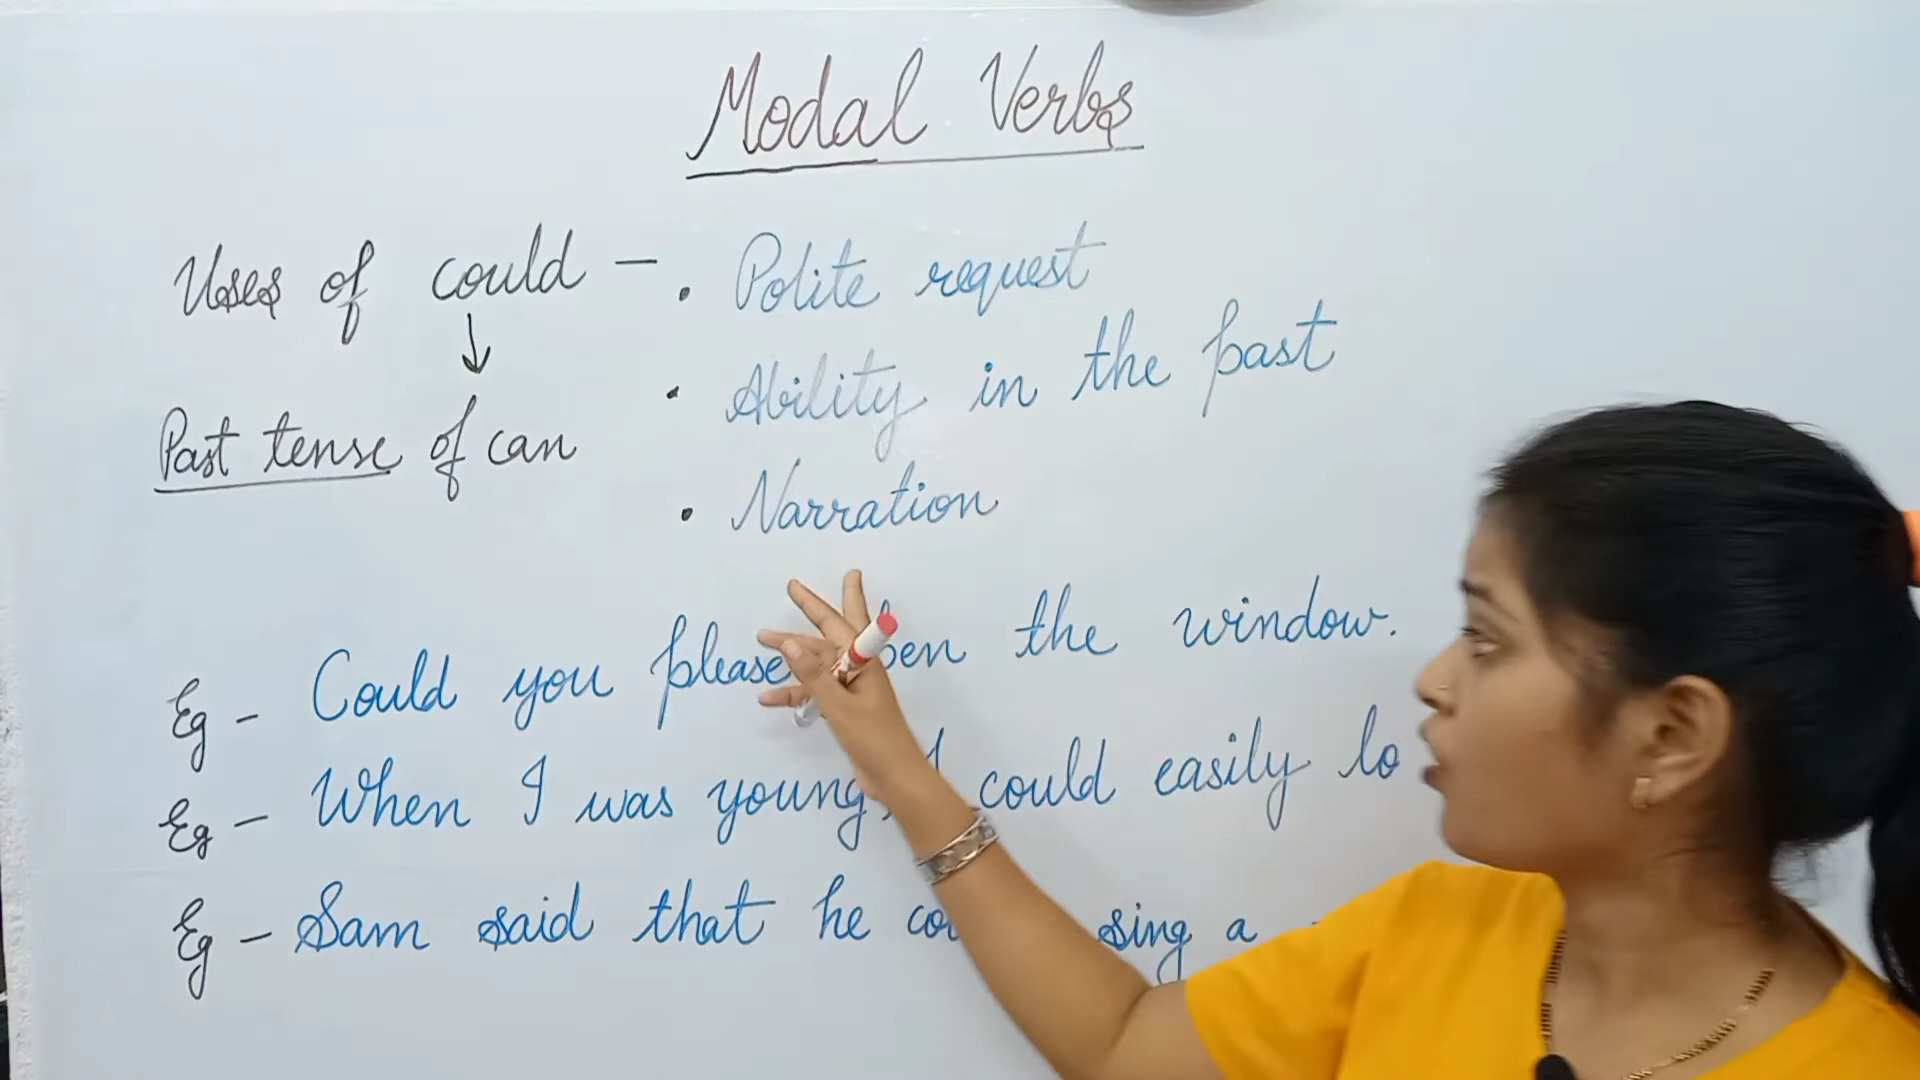 Modal Verbs
Uses of could — • Polite request
Past tense of can
• Ability in the past
• Narration
Eg - Could you please the window.
Eg - When I was young, I could easily
Eg - Sam said that he sing a